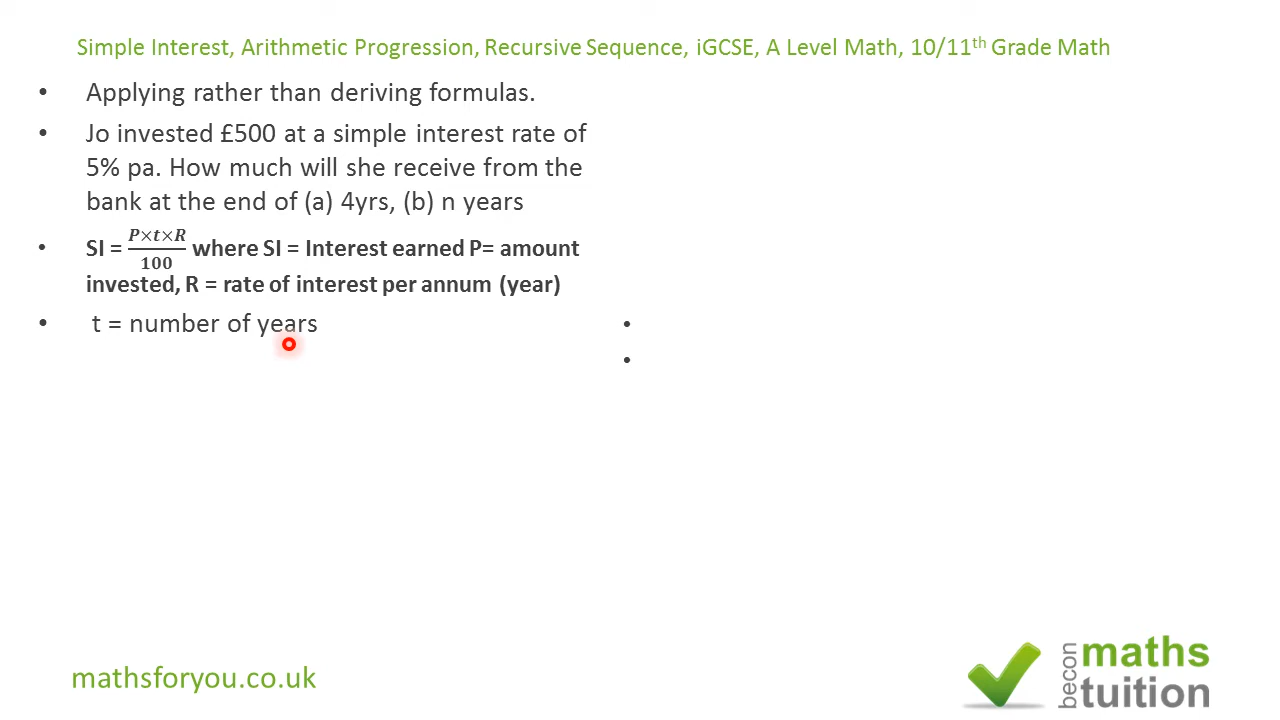 Simple Interest, Arithmetic Progression, Recursive Sequence, iGCSE, A Level Math, 10/11th Grade Math
• Applying rather than deriving formulas.
• Jo invested £500 at a simple interest rate of
5% pa. How much will she receive from the
bank at the end of (a) 4yrs, (b) n years
• SI = P×t×R/100 where SI = Interest earned P= amount
invested, R = rate of interest per annum (year)
• t = number of years
•
•
mathsforyou.co.uk
becon maths tuition